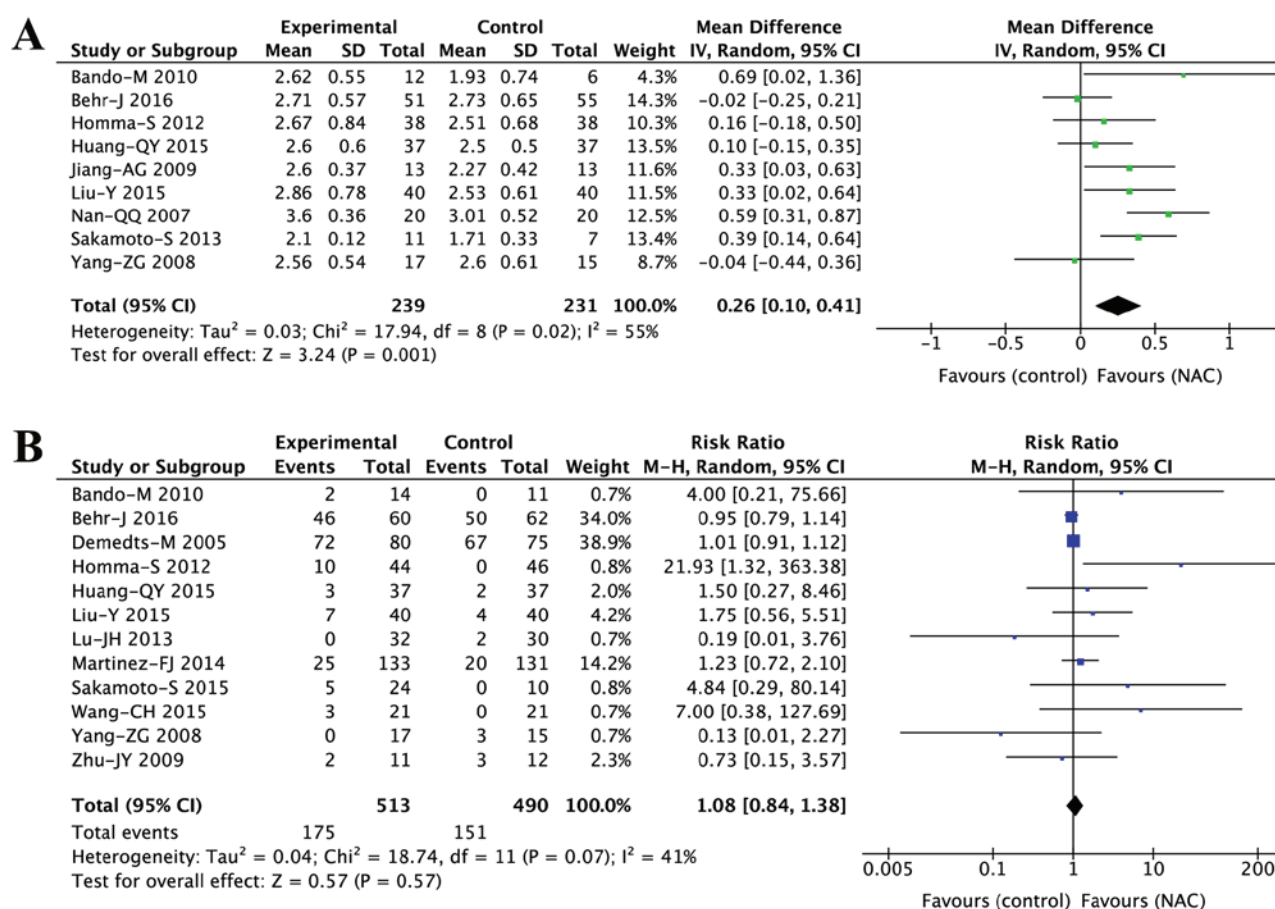 A
Experimental Control Mean Difference Mean Difference
Study or Subgroup Mean SD Total Mean SD Total Weight IV, Random, 95% CI IV, Random, 95% CI
Bando-M 2010 2.62 0.55 12 1.93 0.74 6 4.3% 0.69 [0.02, 1.36]
Behr-J 2016 2.71 0.57 51 2.73 0.65 55 14.3% -0.02 [-0.25, 0.21]
Homma-S 2012 2.67 0.84 38 2.51 0.68 38 10.3% 0.16 [-0.18, 0.50]
Huang-QY 2015 2.6 0.6 37 2.5 0.5 37 13.5% 0.10 [-0.15, 0.35]
Jiang-AG 2009 2.6 0.37 13 2.27 0.42 13 11.6% 0.33 [0.03, 0.63]
Liu-Y 2015 2.86 0.78 40 2.53 0.61 40 11.5% 0.33 [0.02, 0.64]
Nan-QQ 2007 3.6 0.36 20 3.01 0.52 20 12.5% 0.59 [0.31, 0.87]
Sakamoto-S 2013 2.1 0.12 11 1.71 0.33 7 13.4% 0.39 [0.14, 0.64]
Yang-ZG 2008 2.56 0.54 17 2.6 0.61 15 8.7% -0.04 [-0.44, 0.36]
Total (95% CI) 239 231 100.0% 0.26 [0.10, 0.41]
Heterogeneity: Tau² = 0.03; Chi² = 17.94, df = 8 (P = 0.02); I² = 55%
Test for overall effect: Z = 3.24 (P = 0.001)
-1 -0.5 0 0.5 1
Favours (control) Favours (NAC)
B
Experimental Control Risk Ratio Risk Ratio
Study or Subgroup Events Total Events Total Weight M-H, Random, 95% CI M-H, Random, 95% CI
Bando-M 2010 2 14 0 11 0.7% 4.00 [0.21, 75.66]
Behr-J 2016 46 60 50 62 34.0% 0.95 [0.79, 1.14]
Demedts-M 2005 72 80 67 75 38.9% 1.01 [0.91, 1.12]
Homma-S 2012 10 44 0 46 0.8% 21.93 [1.32, 363.38]
Huang-QY 2015 3 37 2 37 2.0% 1.50 [0.27, 8.46]
Liu-Y 2015 7 40 4 40 4.2% 1.75 [0.56, 5.51]
Lu-JH 2013 0 32 2 30 0.7% 0.19 [0.01, 3.76]
Martinez-FJ 2014 25 133 20 131 14.2% 1.23 [0.72, 2.10]
Sakamoto-S 2015 5 24 0 10 0.8% 4.84 [0.29, 80.14]
Wang-CH 2015 3 21 0 21 0.7% 7.00 [0.38, 127.69]
Yang-ZG 2008 0 17 3 15 0.7% 0.13 [0.01, 2.27]
Zhu-JY 2009 2 11 3 12 2.3% 0.73 [0.15, 3.57]
Total (95% CI) 513 490 100.0% 1.08 [0.84, 1.38]
Total events 175 151
Heterogeneity: Tau² = 0.04; Chi² = 18.74, df = 11 (P = 0.07); I² = 41%
Test for overall effect: Z = 0.57 (P = 0.57)
0.005 0.1 1 10 200
Favours (control) Favours (NAC)